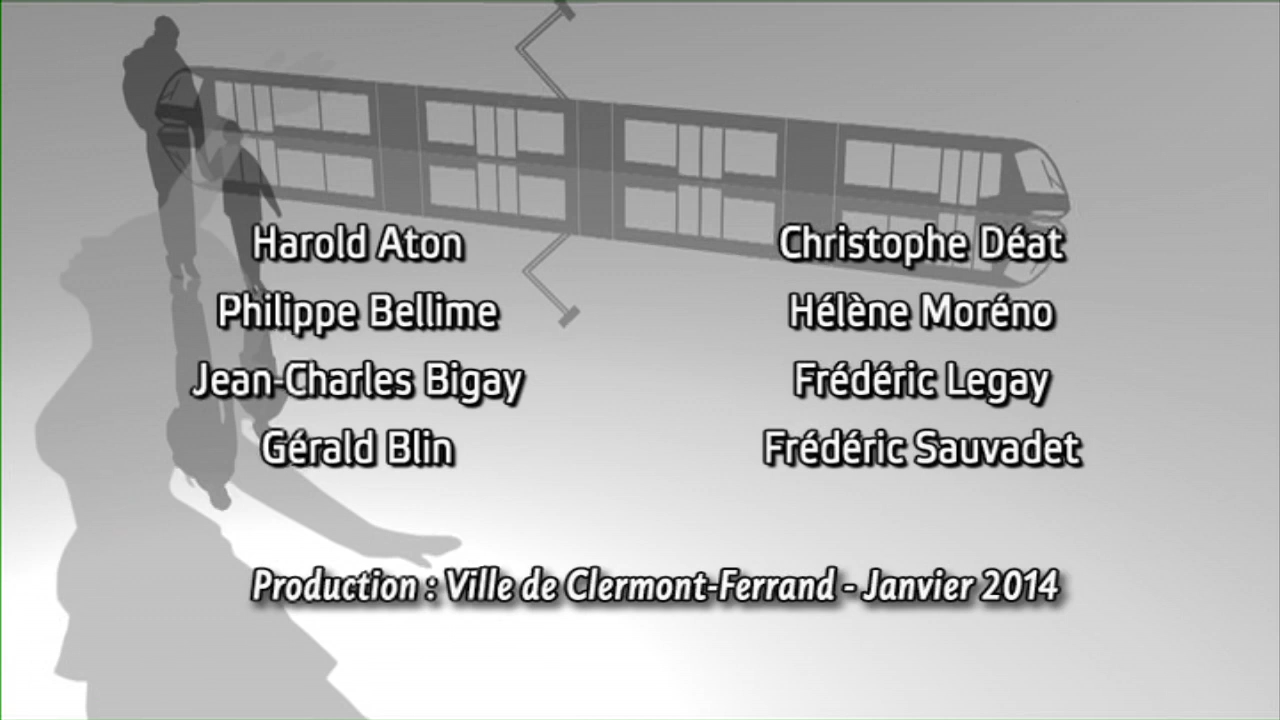 Harold Aton
Philippe Bellime
Jean-Charles Bigay
Gérald Blin
Christophe Déat
Hélène Moréno
Frédéric Legay
Frédéric Sauvadet
Production : Ville de Clermont-Ferrand - Janvier 2014